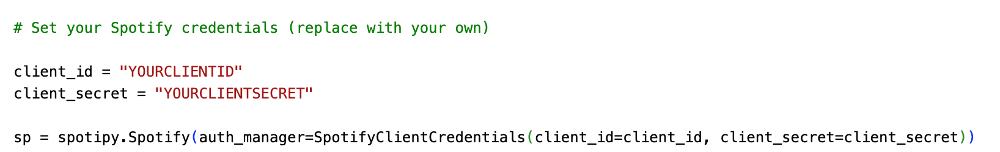 # Set your Spotify credentials (replace with your own)
client_id = "YOURCLIENTID"
client_secret = "YOURCLIENTSECRET"
sp = spotipy.Spotify(auth_manager=SpotifyClientCredentials(client_id=client_id, client_secret=client_secret))